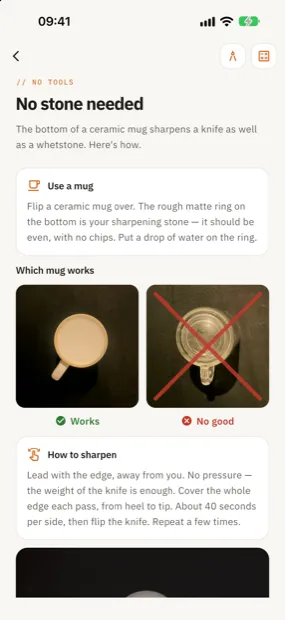 09:41
// NO TOOLS
No stone needed
The bottom of a ceramic mug sharpens a knife as well
as a whetstone. Here's how.
Use a mug
Flip a ceramic mug over. The rough matte ring on
the bottom is your sharpening stone — it should be
even, with no chips. Put a drop of water on the ring.
Which mug works
Works
No good
How to sharpen
Lead with the edge, away from you. No pressure —
the weight of the knife is enough. Cover the whole
edge each pass, from heel to tip. About 40 seconds
per side, then flip the knife. Repeat a few times.